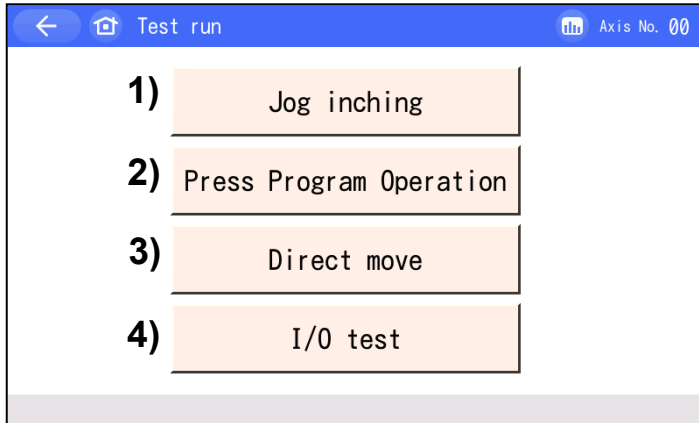 Test run Axis No. 00
1) Jog inching
2) Press Program Operation
3) Direct move
4) I/O test